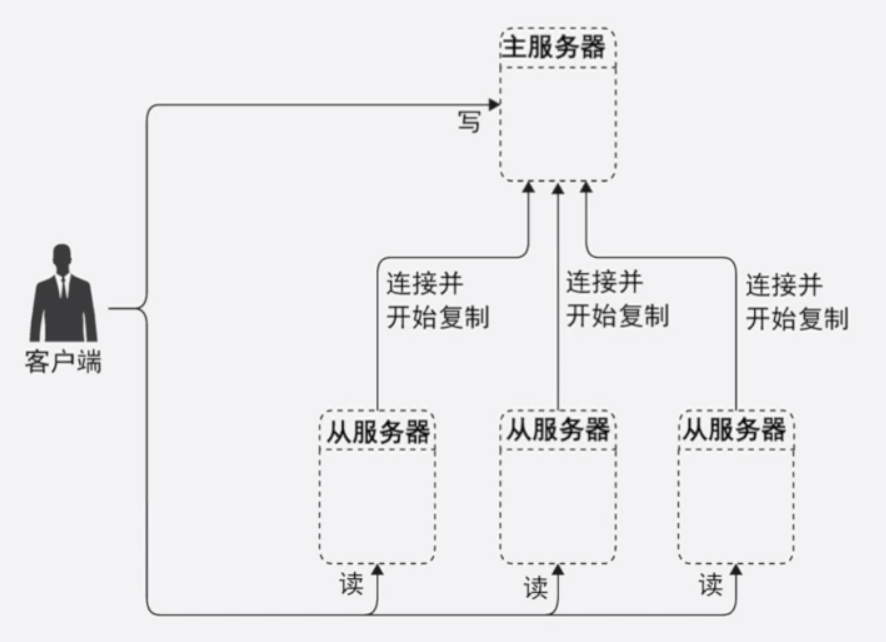 主服务器
写
连接并
开始复制
连接并
开始复制
连接并
开始复制
客户端
从服务器
从服务器
从服务器
读
读
读